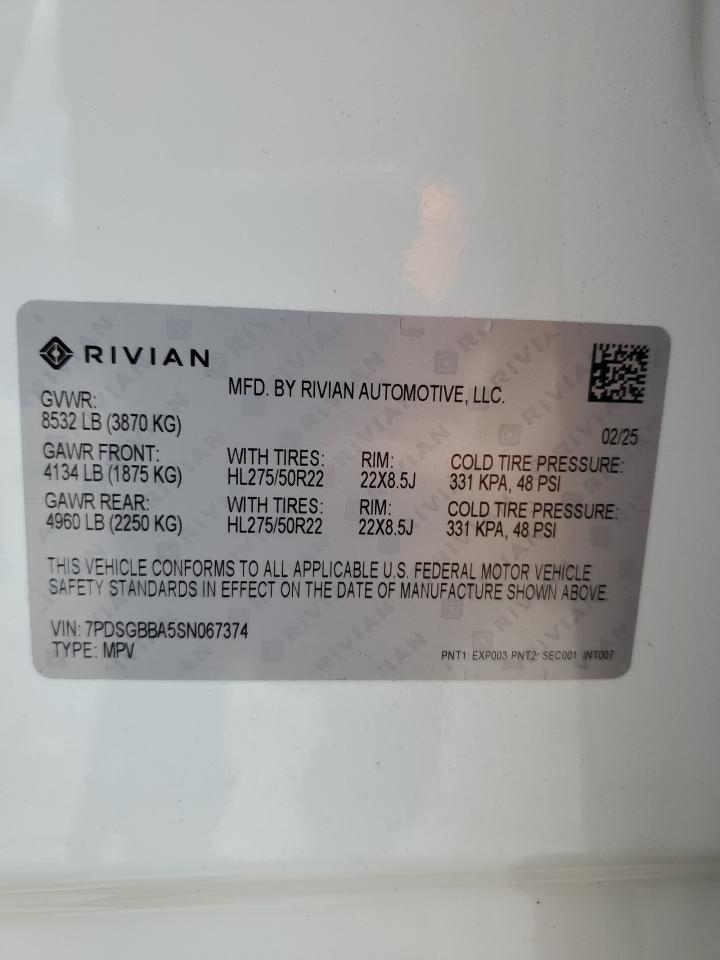 RIVIAN
MFD. BY RIVIAN AUTOMOTIVE, LLC.
GVWR:
8532 LB (3870 KG)
02/25
GAWR FRONT: WITH TIRES: RIM: COLD TIRE PRESSURE:
4134 LB (1875 KG) HL275/50R22 22X8.5J 331 KPA, 48 PSI
GAWR REAR: WITH TIRES: RIM: COLD TIRE PRESSURE:
4960 LB (2250 KG) HL275/50R22 22X8.5J 331 KPA, 48 PSI
THIS VEHICLE CONFORMS TO ALL APPLICABLE U.S. FEDERAL MOTOR VEHICLE
SAFETY STANDARDS IN EFFECT ON THE DATE OF MANUFACTURE SHOWN ABOVE.
VIN: 7PDSGBBA5SN067374
TYPE: MPV
PNT1: EXP003 PNT2: SEC001 INT007